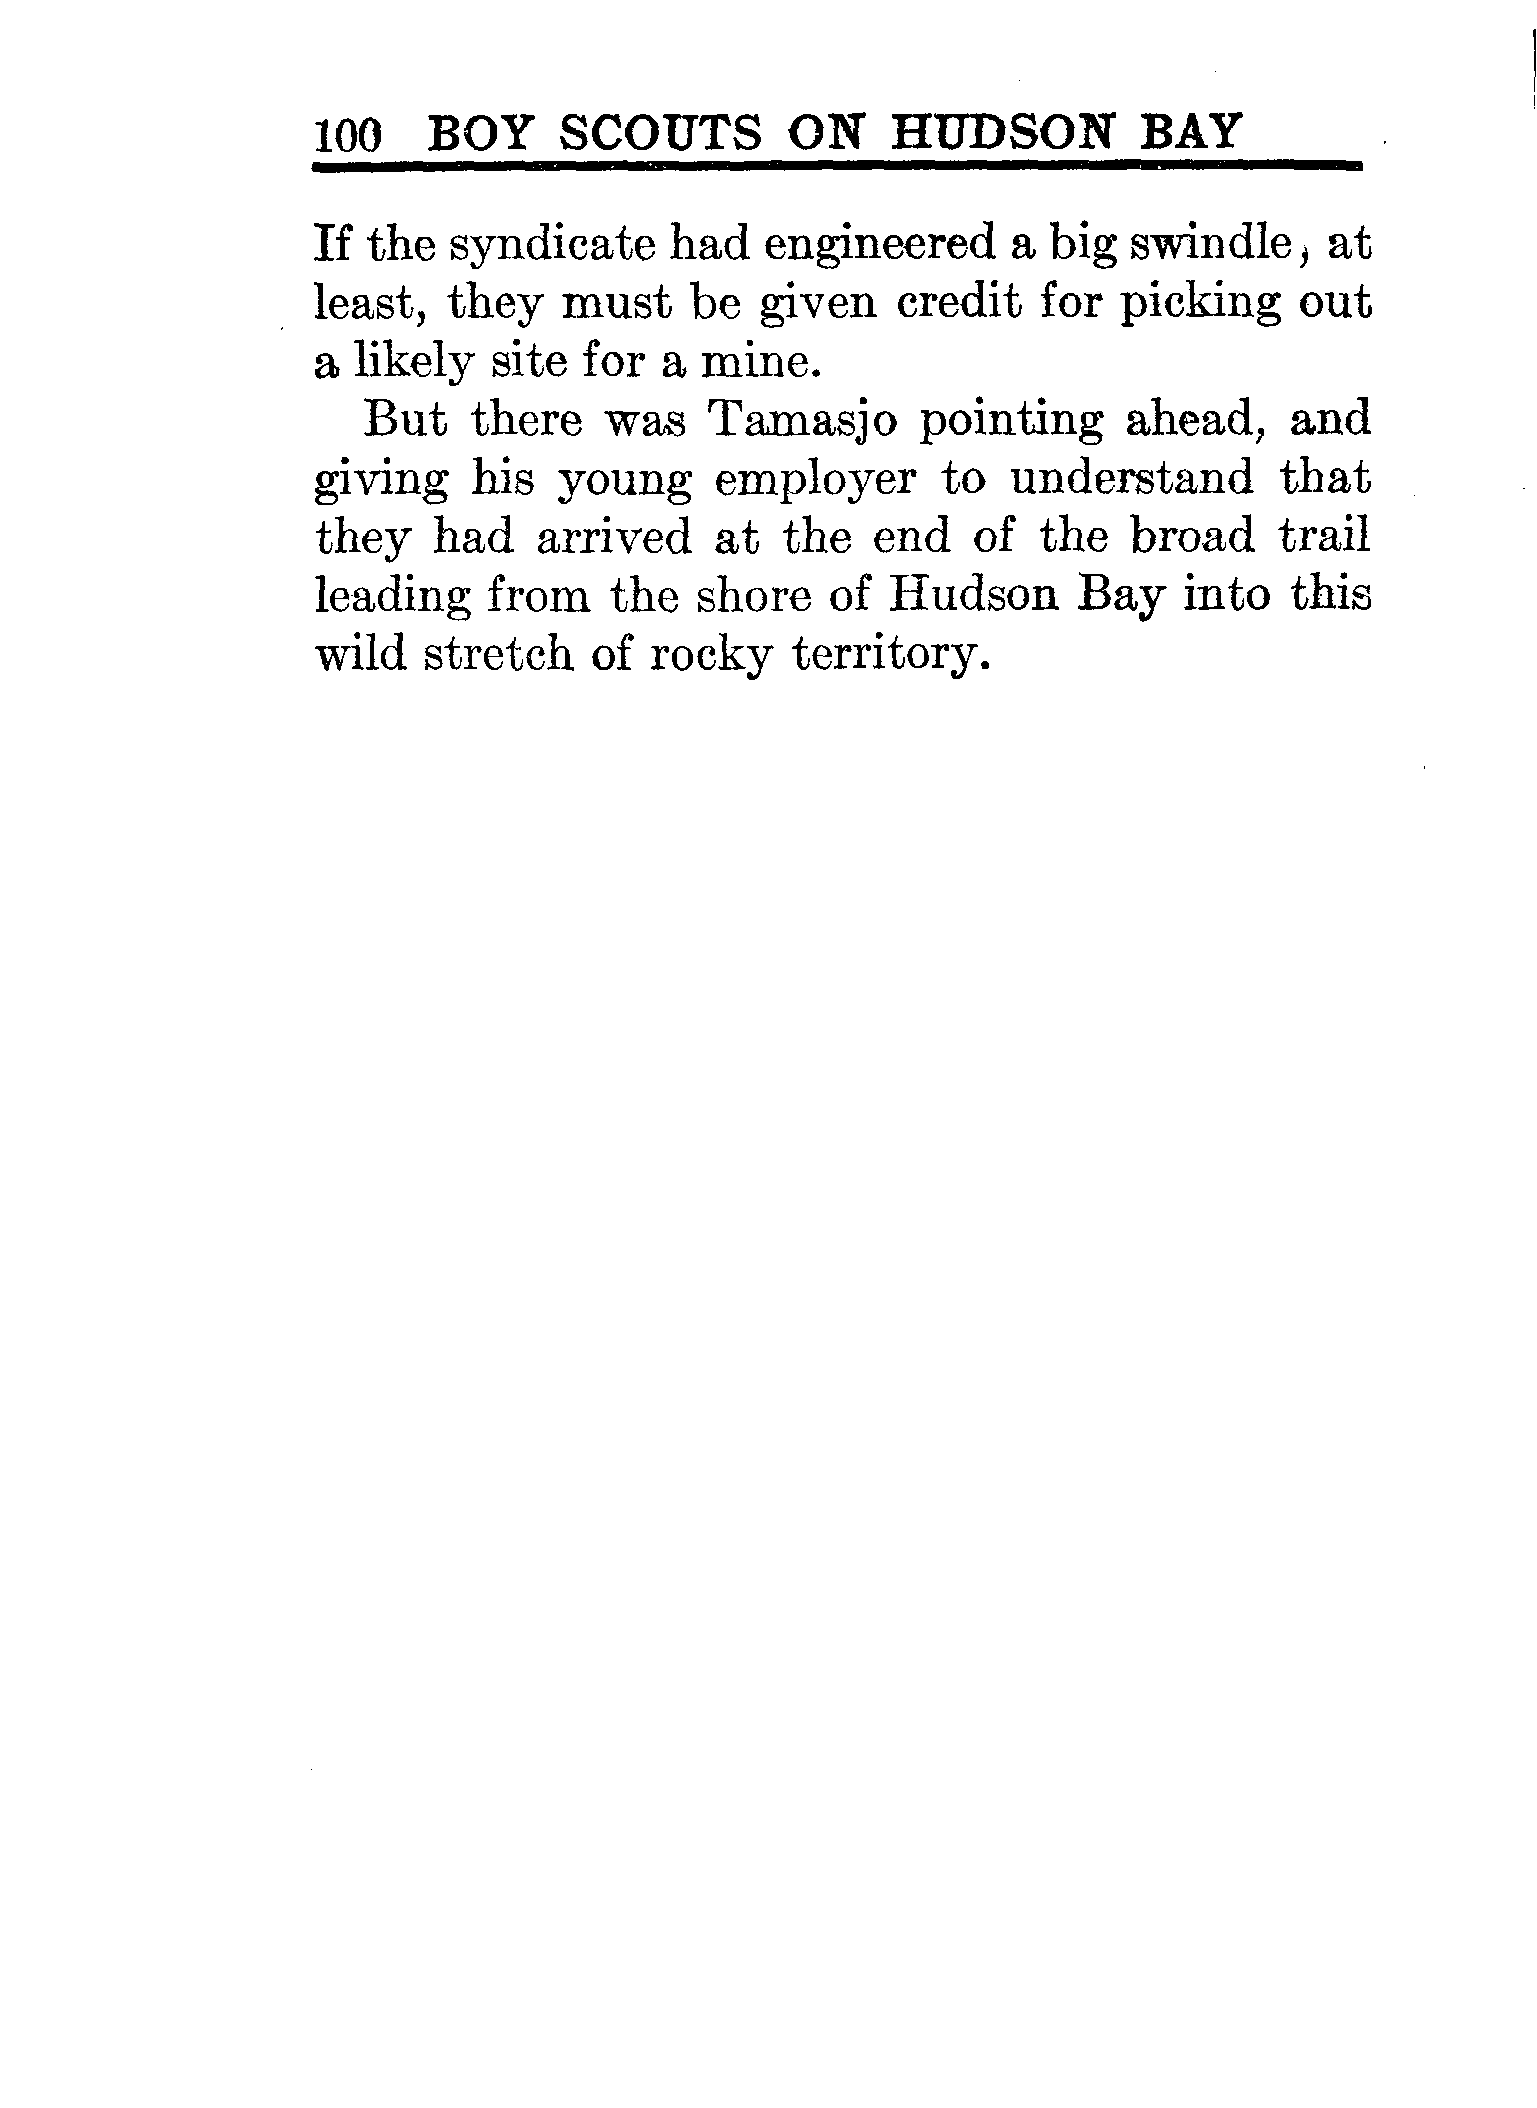 100 BOY SCOUTS ON HUDSON BAY
If the syndicate had engineered a big swindle, at
least, they must be given credit for picking out
a likely site for a mine.
But there was Tamasjo pointing ahead, and
giving his young employer to understand that
they had arrived at the end of the broad trail
leading from the shore of Hudson Bay into this
wild stretch of rocky territory.